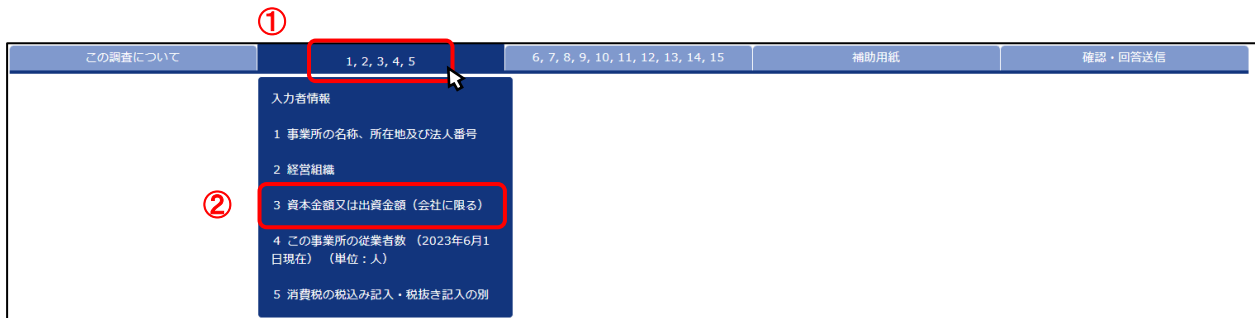 ①
この調査について
1, 2, 3, 4, 5
6, 7, 8, 9, 10, 11, 12, 13, 14, 15
補助用紙
確認・回答送信
入力者情報
1 事業所の名称、所在地及び法人番号
2 経営組織
②
3 資本金額又は出資金額（会社に限る）
4 この事業所の従業者数 （2023年6月1
日現在） （単位：人）
5 消費税の税込み記入・税抜き記入の別